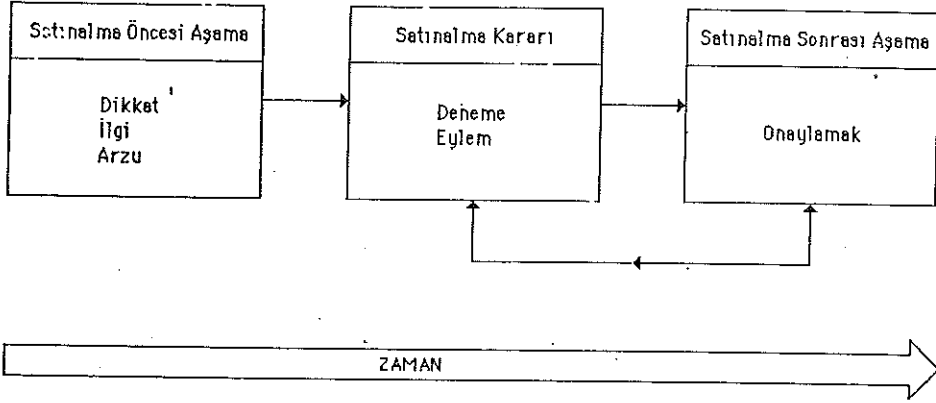 Satınalma Öncesi Aşama
Dikkat
İlgi
Arzu
Satınalma Kararı
Deneme
Eylem
Satınalma Sonrası Aşama
Onaylamak
ZAMAN